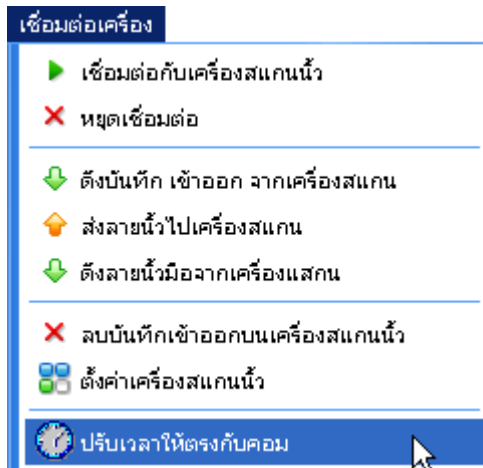 เชื่อมต่อเครื่อง
เชื่อมต่อกับเครื่องสแกนนิ้ว
หยุดเชื่อมต่อ
ดึงบันทึก เข้าออก จากเครื่องสแกน
ส่งลายนิ้วไปเครื่องสแกน
ดึงลายนิ้วมือจากเครื่องแสกน
ลบบันทึกเข้าออกบนเครื่องสแกนนิ้ว
ตั้งค่าเครื่องสแกนนิ้ว
ปรับเวลาให้ตรงกับคอม